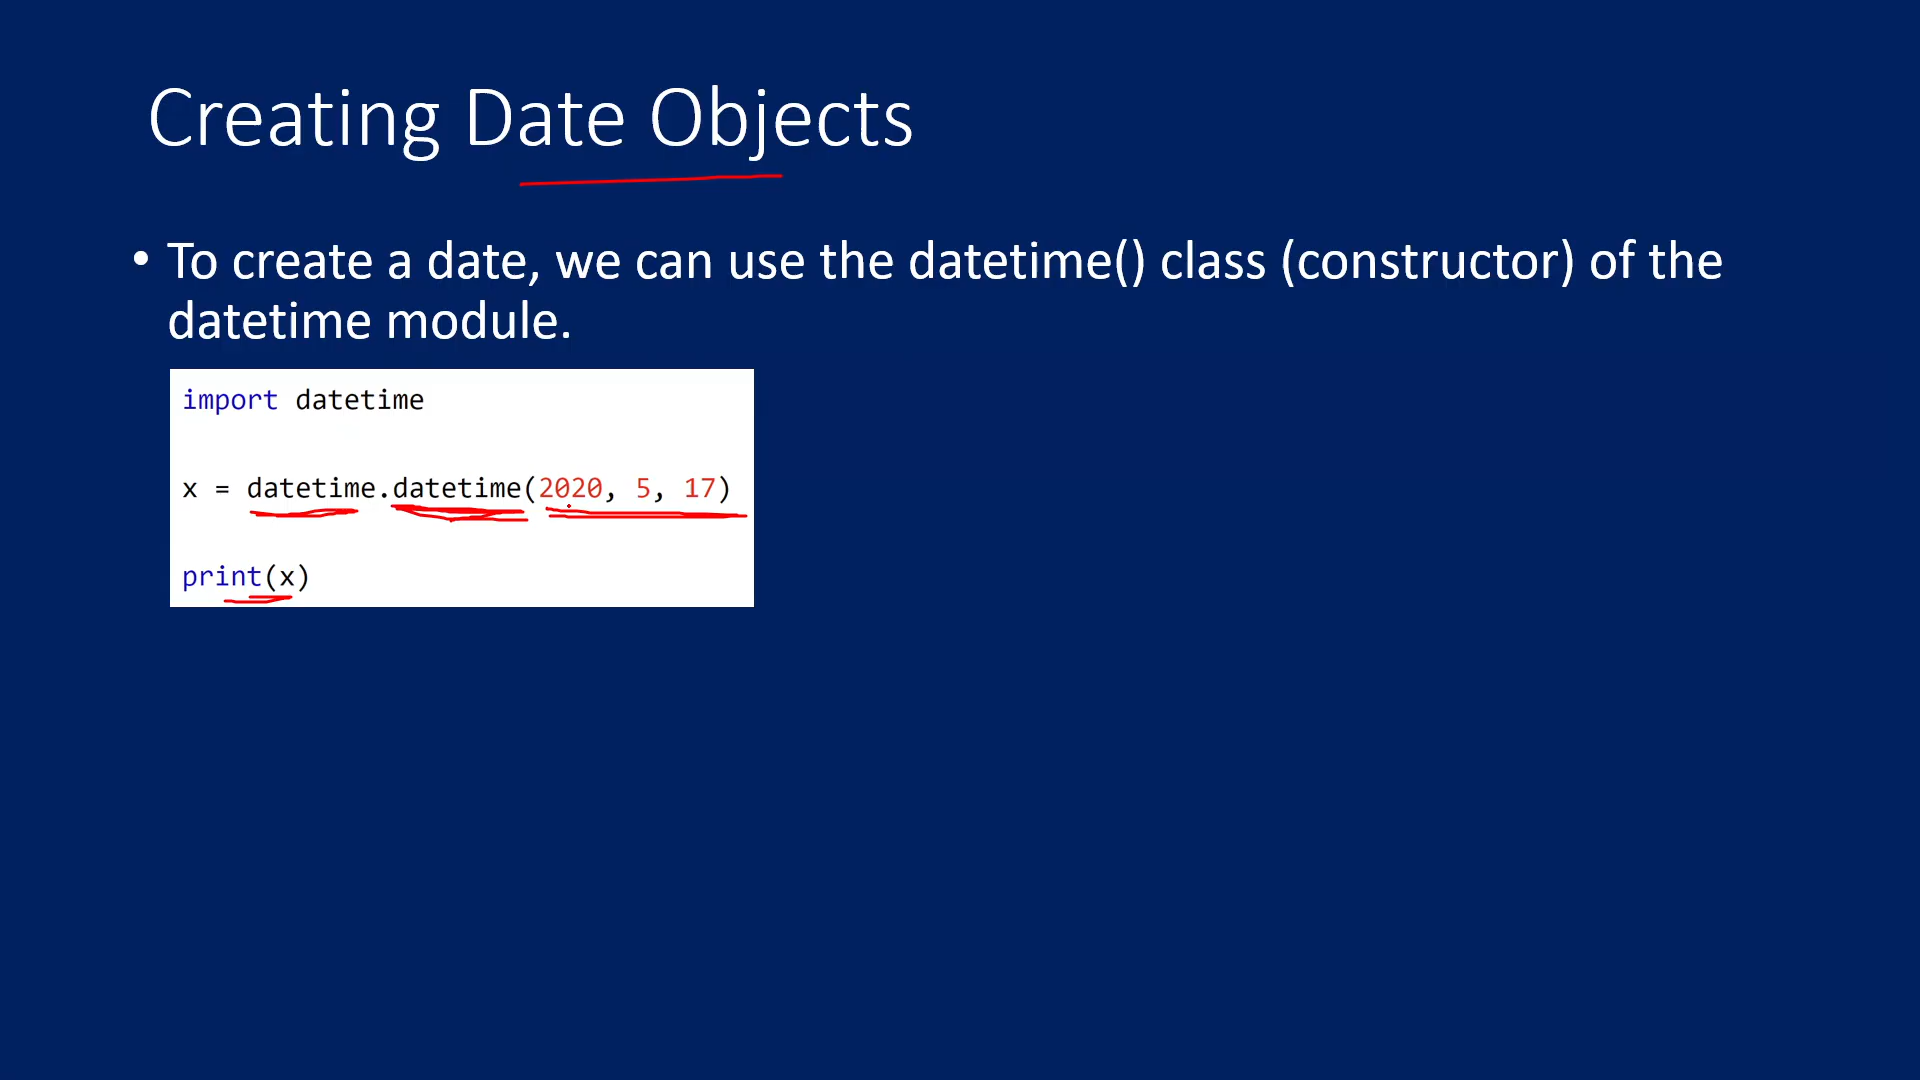 Creating Date Objects
• To create a date, we can use the datetime() class (constructor) of the
datetime module.
import datetime
x = datetime.datetime(2020, 5, 17)
print(x)